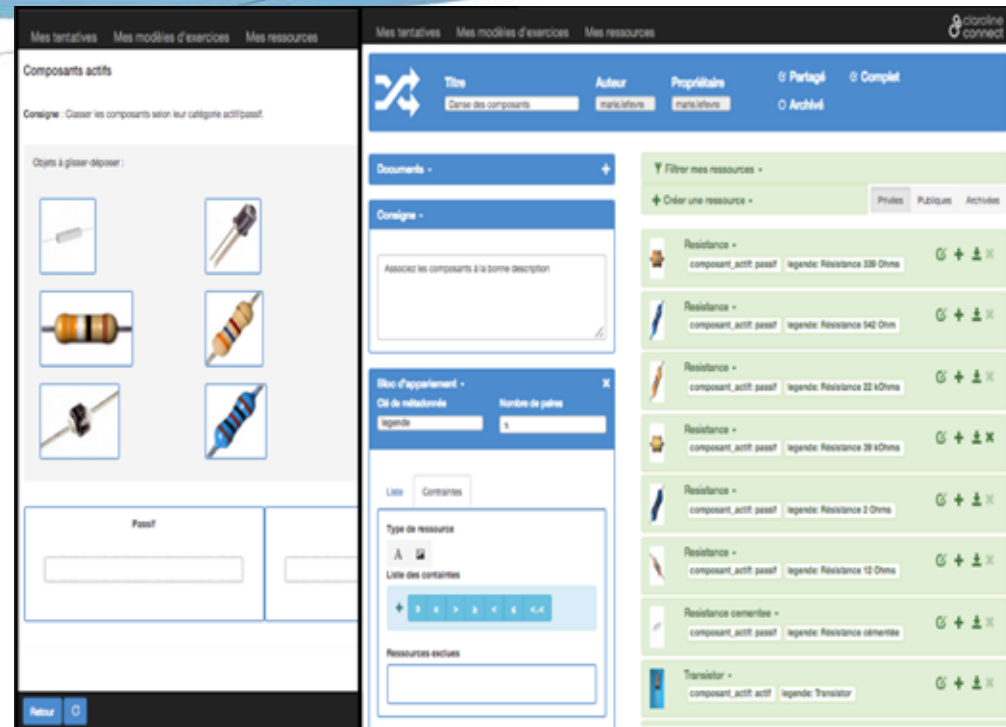 Mes tentatives Mes modèles d'exercices Mes ressources
Composants actifs
Consigne : Classer les composants selon leur catégorie actif/passif.
Objets à glisser-déposer :
Passif
Retour
Mes tentatives Mes modèles d'exercices Mes ressources
claroline
connect
Titre Auteur Propriétaire Partagé Complet
Danse des composants marie.lefevre marie.lefevre Archivé
Documents
Consigne
Associez les composants à la bonne description
Bloc d'appariement
Clé de métadonnée Nombre de paires
legende
Liste Contraintes
Type de ressource
A
Liste des containtes
Ressources exclues
Filtrer mes ressources
Créer une ressource Privées Publiques Archivées
Resistance
composant_actif: passif legende: Résistance 339 Ohms
Resistance
composant_actif: passif legende: Résistance 542 Ohm
Resistance
composant_actif: passif legende: Résistance 22 kOhms
Resistance
composant_actif: passif legende: Résistance 39 kOhms
Resistance
composant_actif: passif legende: Résistance 2 Ohms
Resistance
composant_actif: passif legende: Résistance 12 Ohms
Resistance cementee
composant_actif: passif legende: Résistance cémentée
Transistor
composant_actif: actif legende: Transistor